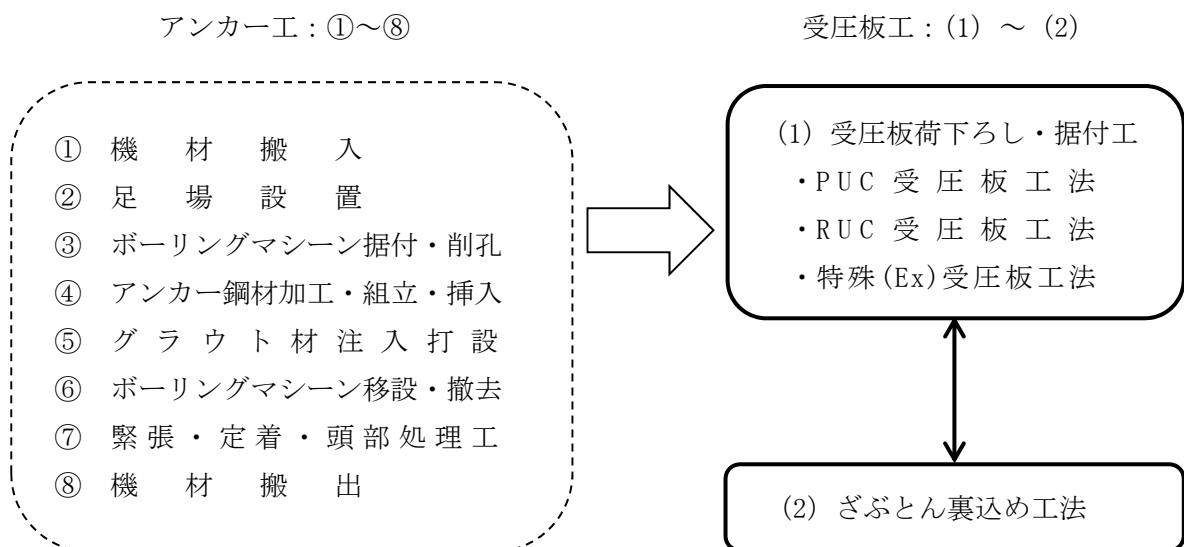 アンカー工：①～⑧
① 機材搬入
② 足場設置
③ ボーリングマシーン据付・削孔
④ アンカー鋼材加工・組立・挿入
⑤ グラウト材注入打設
⑥ ボーリングマシーン移設・撤去
⑦ 緊張・定着・頭部処理工
⑧ 機材搬出
受圧板工：(1) ～ (2)
(1) 受圧板荷下ろし・据付工
・PUC受圧板工法
・RUC受圧板工法
・特殊(Ex)受圧板工法
(2) ざぶとん裏込め工法